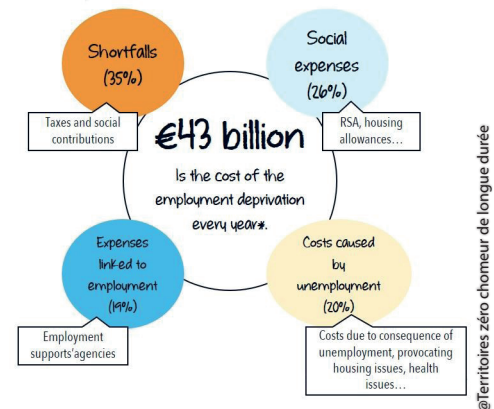 Shortfalls
(35%)
Taxes and social
contributions
Social
expenses
(26%)
RSA, housing
allowances...
€43 billion
Is the cost of the
employment deprivation
every year*.
Expenses
linked to
employment
(19%)
Employment
supports'agencies
Costs caused
by
unemployment
(20%)
Costs due to consequence of
unemployment, provocating
housing issues, health
issues...
@Territoires zéro chomeur de longue durée